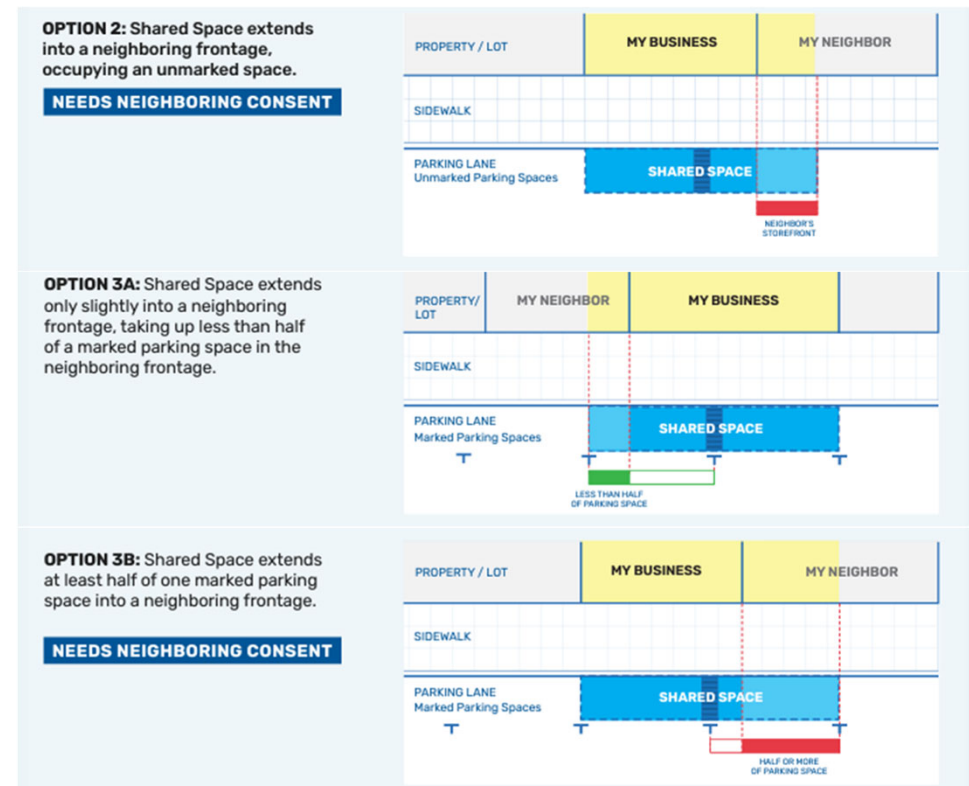 OPTION 2: Shared Space extends
into a neighboring frontage,
occupying an unmarked space.
NEEDS NEIGHBORING CONSENT
PROPERTY / LOT
MY BUSINESS
MY NEIGHBOR
SIDEWALK
PARKING LANE
Unmarked Parking Spaces
SHARED SPACE
NEIGHBOR'S
STOREFRONT
OPTION 3A: Shared Space extends
only slightly into a neighboring
frontage, taking up less than half
of a marked parking space in the
neighboring frontage.
PROPERTY/
LOT
MY NEIGHBOR
MY BUSINESS
SIDEWALK
PARKING LANE
Marked Parking Spaces
SHARED SPACE
LESS THAN HALF
OF PARKING SPACE
OPTION 3B: Shared Space extends
at least half of one marked parking
space into a neighboring frontage.
NEEDS NEIGHBORING CONSENT
PROPERTY / LOT
MY BUSINESS
MY NEIGHBOR
SIDEWALK
PARKING LANE
Marked Parking Spaces
SHARED SPACE
HALF OR MORE
OF PARKING SPACE